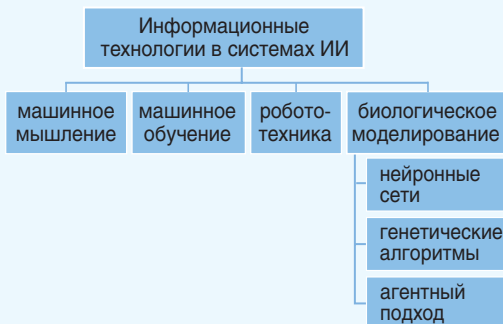 Информационные
технологии в системах ИИ
машинное
мышление
машинное
обучение
робото-
техника
биологическое
моделирование
нейронные
сети
генетические
алгоритмы
агентный
подход